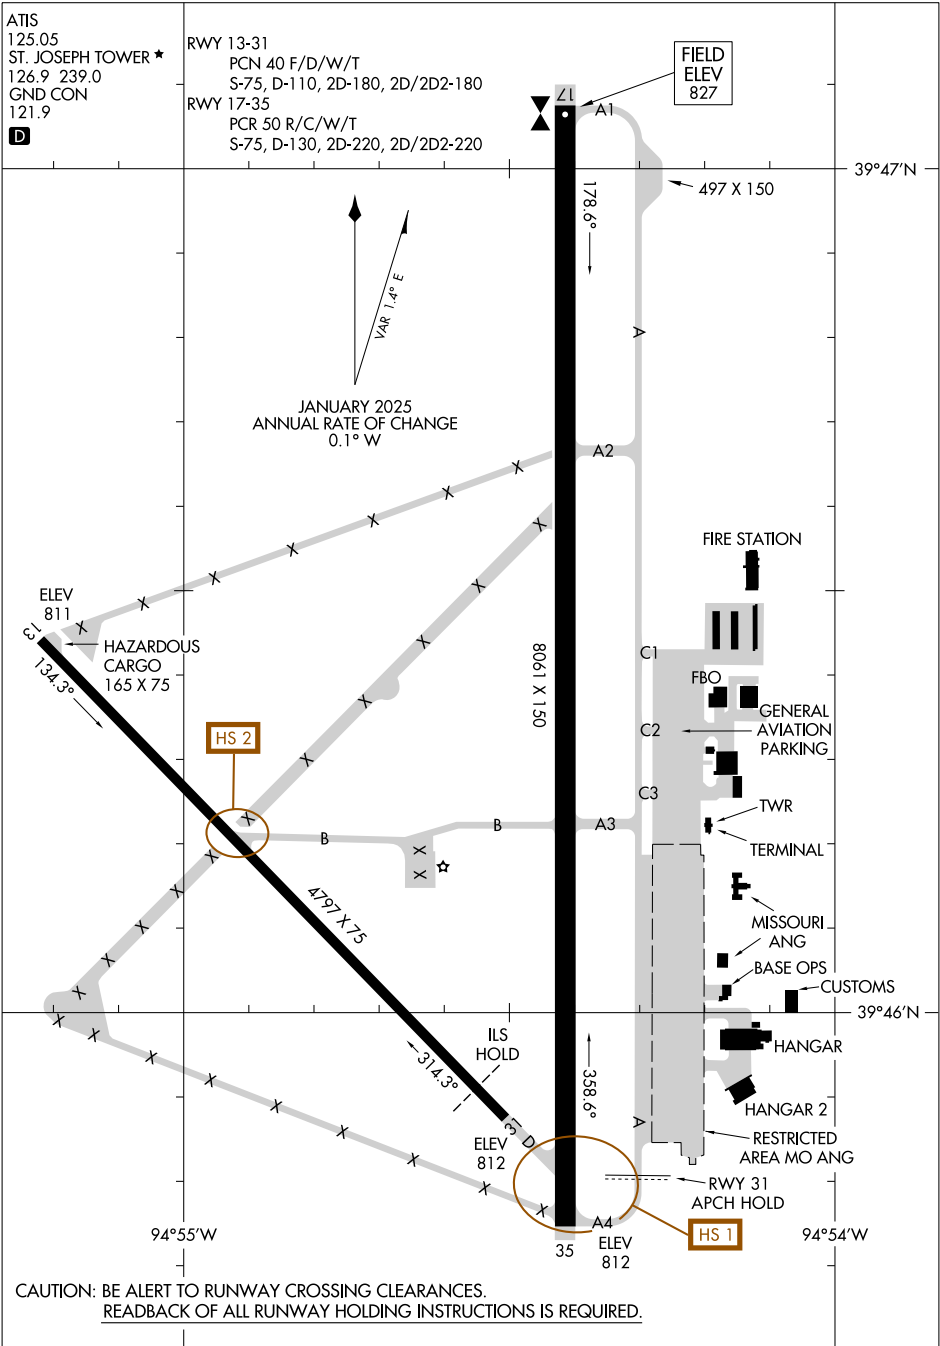 ATIS
125.05
ST. JOSEPH TOWER ★
126.9 239.0
GND CON
121.9
D
RWY 13-31
PCN 40 F/D/W/T
S-75, D-110, 2D-180, 2D/2D2-180
RWY 17-35
PCR 50 R/C/W/T
S-75, D-130, 2D-220, 2D/2D2-220
FIELD
ELEV
827
17
A1
39°47'N
497 X 150
178.6°
VAR 1.4° E
A
JANUARY 2025
ANNUAL RATE OF CHANGE
0.1° W
A2
X
X
X
X
X
X
X
X
X
X
X
X
X
FIRE STATION
ELEV
811
13
HAZARDOUS
CARGO
165 X 75
134.3°
8061 X 150
C1
FBO
GENERAL
AVIATION
PARKING
C2
HS 2
C3
TWR
TERMINAL
B
B
A3
X
X
X
X
X
X
X
4797 X 75
MISSOURI
ANG
BASE OPS
CUSTOMS
39°46'N
X
X
X
X
X
X
X
X
X
ILS
HOLD
314.3°
358.6°
HANGAR
HANGAR 2
31
D
A
ELEV
812
RESTRICTED
AREA MO ANG
RWY 31
APCH HOLD
A4
HS 1
94°55'W
35
ELEV
812
94°54'W
CAUTION: BE ALERT TO RUNWAY CROSSING CLEARANCES.
READBACK OF ALL RUNWAY HOLDING INSTRUCTIONS IS REQUIRED.